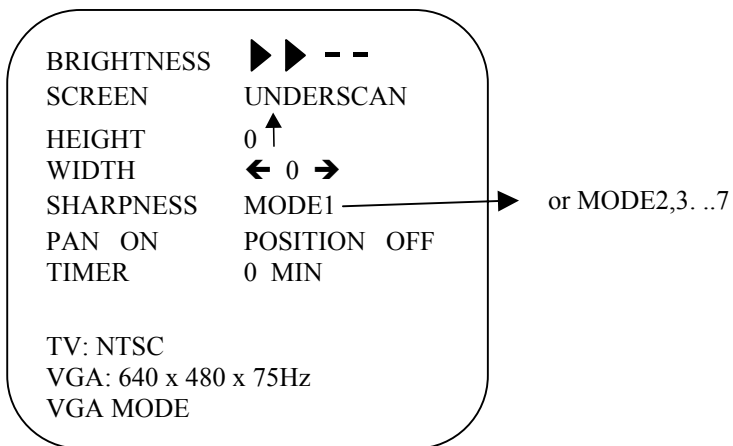 BRIGHTNESS ▶ ▶ - -
SCREEN UNDERSCAN
HEIGHT 0 ↑
WIDTH ← 0 →
SHARPNESS MODE1 or MODE2,3. ..7
PAN ON POSITION OFF
TIMER 0 MIN
TV: NTSC
VGA: 640 x 480 x 75Hz
VGA MODE